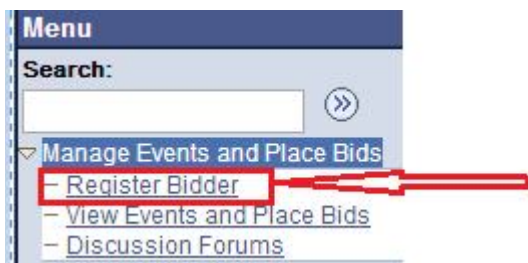 Menu
Search:
Manage Events and Place Bids
– Register Bidder
– View Events and Place Bids
– Discussion Forums